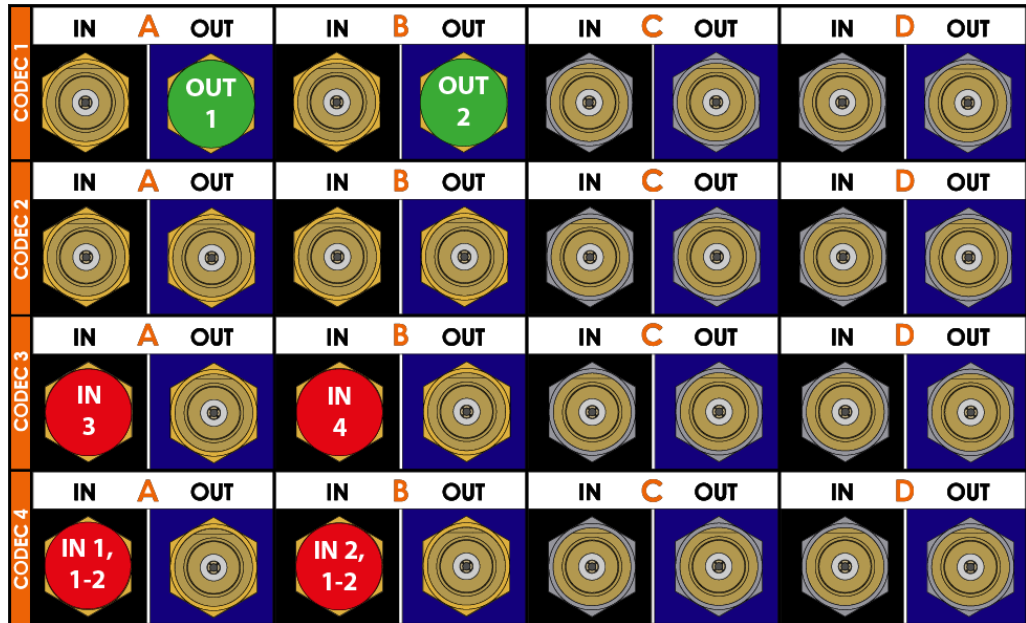 CODEC 1
IN A OUT IN B OUT IN C OUT IN D OUT
OUT
1
OUT
2
CODEC 2
IN A OUT IN B OUT IN C OUT IN D OUT
CODEC 3
IN A OUT IN B OUT IN C OUT IN D OUT
IN
3
IN
4
CODEC 4
IN A OUT IN B OUT IN C OUT IN D OUT
IN 1,
1-2
IN 2,
1-2